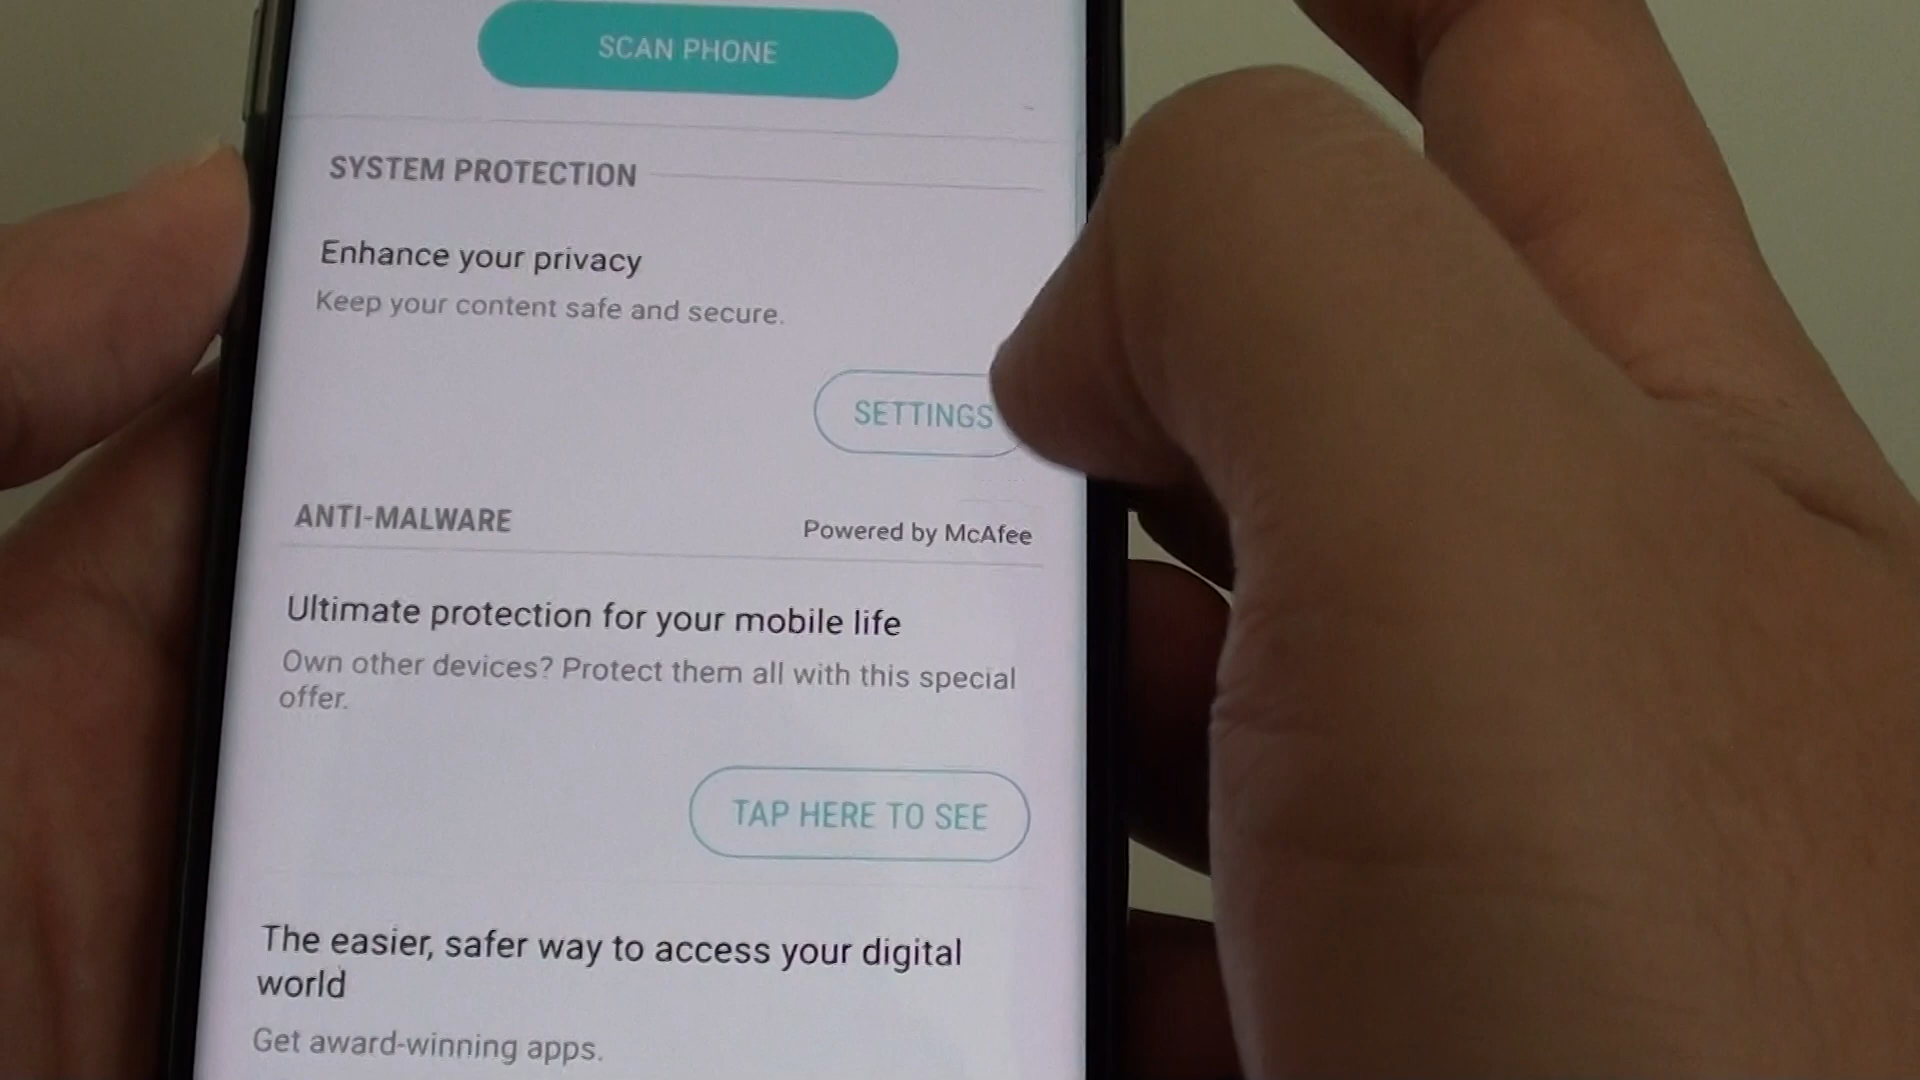 SCAN PHONE
SYSTEM PROTECTION
Enhance your privacy
Keep your content safe and secure.
SETTINGS
ANTI-MALWARE
Powered by McAfee
Ultimate protection for your mobile life
Own other devices? Protect them all with this special
offer.
TAP HERE TO SEE
The easier, safer way to access your digital
world
Get award-winning apps.